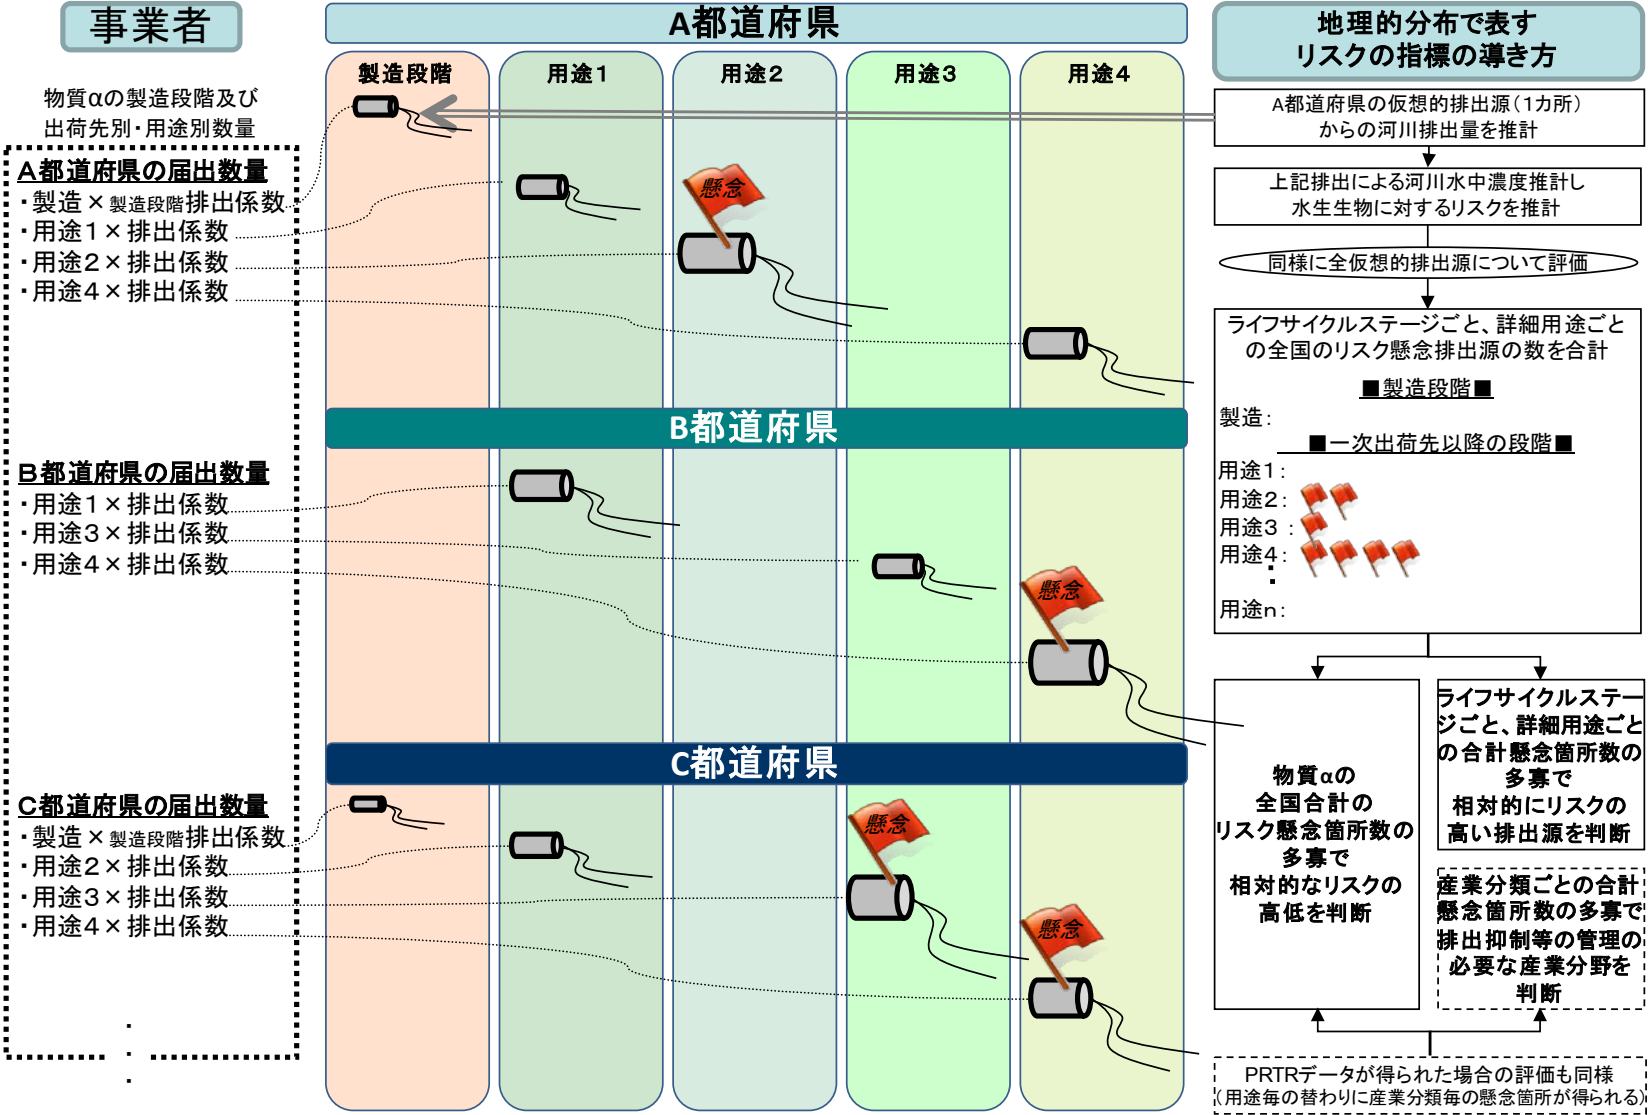 事業者
物質αの製造段階及び
出荷先別・用途別数量
A都道府県の届出数量
・製造×製造段階排出係数
・用途1×排出係数
・用途2×排出係数
・用途4×排出係数
B都道府県の届出数量
・用途1×排出係数
・用途3×排出係数
・用途4×排出係数
C都道府県の届出数量
・製造×製造段階排出係数
・用途2×排出係数
・用途3×排出係数
・用途4×排出係数
・
・
・
A都道府県
製造段階 用途1 用途2 用途3 用途4
懸念
B都道府県
懸念
C都道府県
懸念
懸念
地理的分布で表す
リスクの指標の導き方
A都道府県の仮想的排出源(1カ所)
からの河川排出量を推計
上記排出による河川水中濃度推計し
水生生物に対するリスクを推計
同様に全仮想的排出源について評価
ライフサイクルステージごと、詳細用途ごと
の全国のリスク懸念排出源の数を合計
■製造段階■
製造:
■一次出荷先以降の段階■
用途1:
用途2:
用途3:
用途4:
・
・
用途n:
物質αの
全国合計の
リスク懸念箇所数の
多寡で
相対的なリスクの
高低を判断
ライフサイクルステー
ジごと、詳細用途ごと
の合計懸念箇所数の
多寡で
相対的にリスクの
高い排出源を判断
産業分類ごとの合計
懸念箇所数の多寡で
排出抑制等の管理の
必要な産業分野を
判断
PRTRデータが得られた場合の評価も同様
(用途毎の替わりに産業分類毎の懸念箇所が得られる)